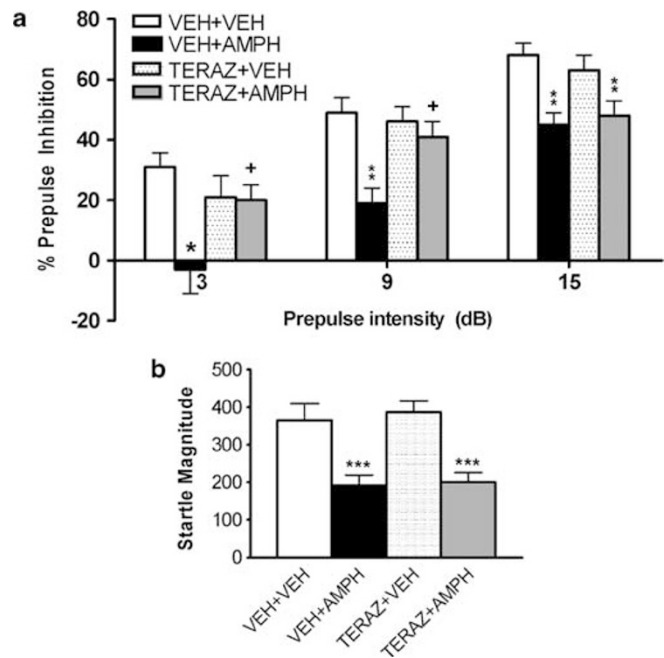 a
VEH+VEH
VEH+AMPH
TERAZ+VEH
TERAZ+AMPH
% Prepulse Inhibition
80
60
40
20
0
-20
*
+
**
+
**
**
3 9 15
Prepulse intensity (dB)
b
Startle Magnitude
500
400
300
200
100
0
*** ***
VEH+VEH
VEH+AMPH
TERAZ+VEH
TERAZ+AMPH